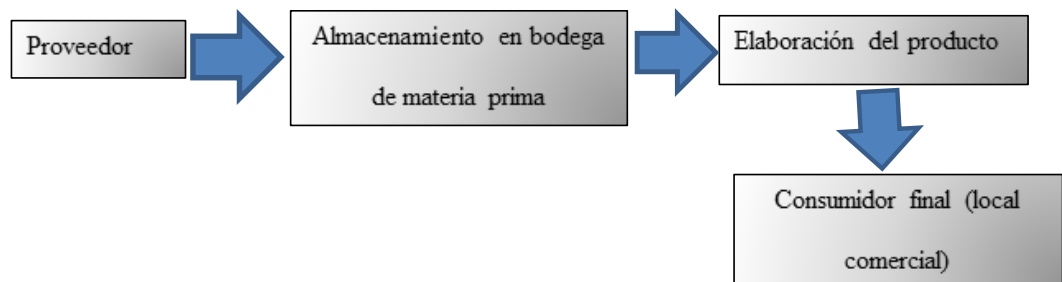 Proveedor
Almacenamiento en bodega
de materia prima
Elaboración del producto
Consumidor final (local
comercial)